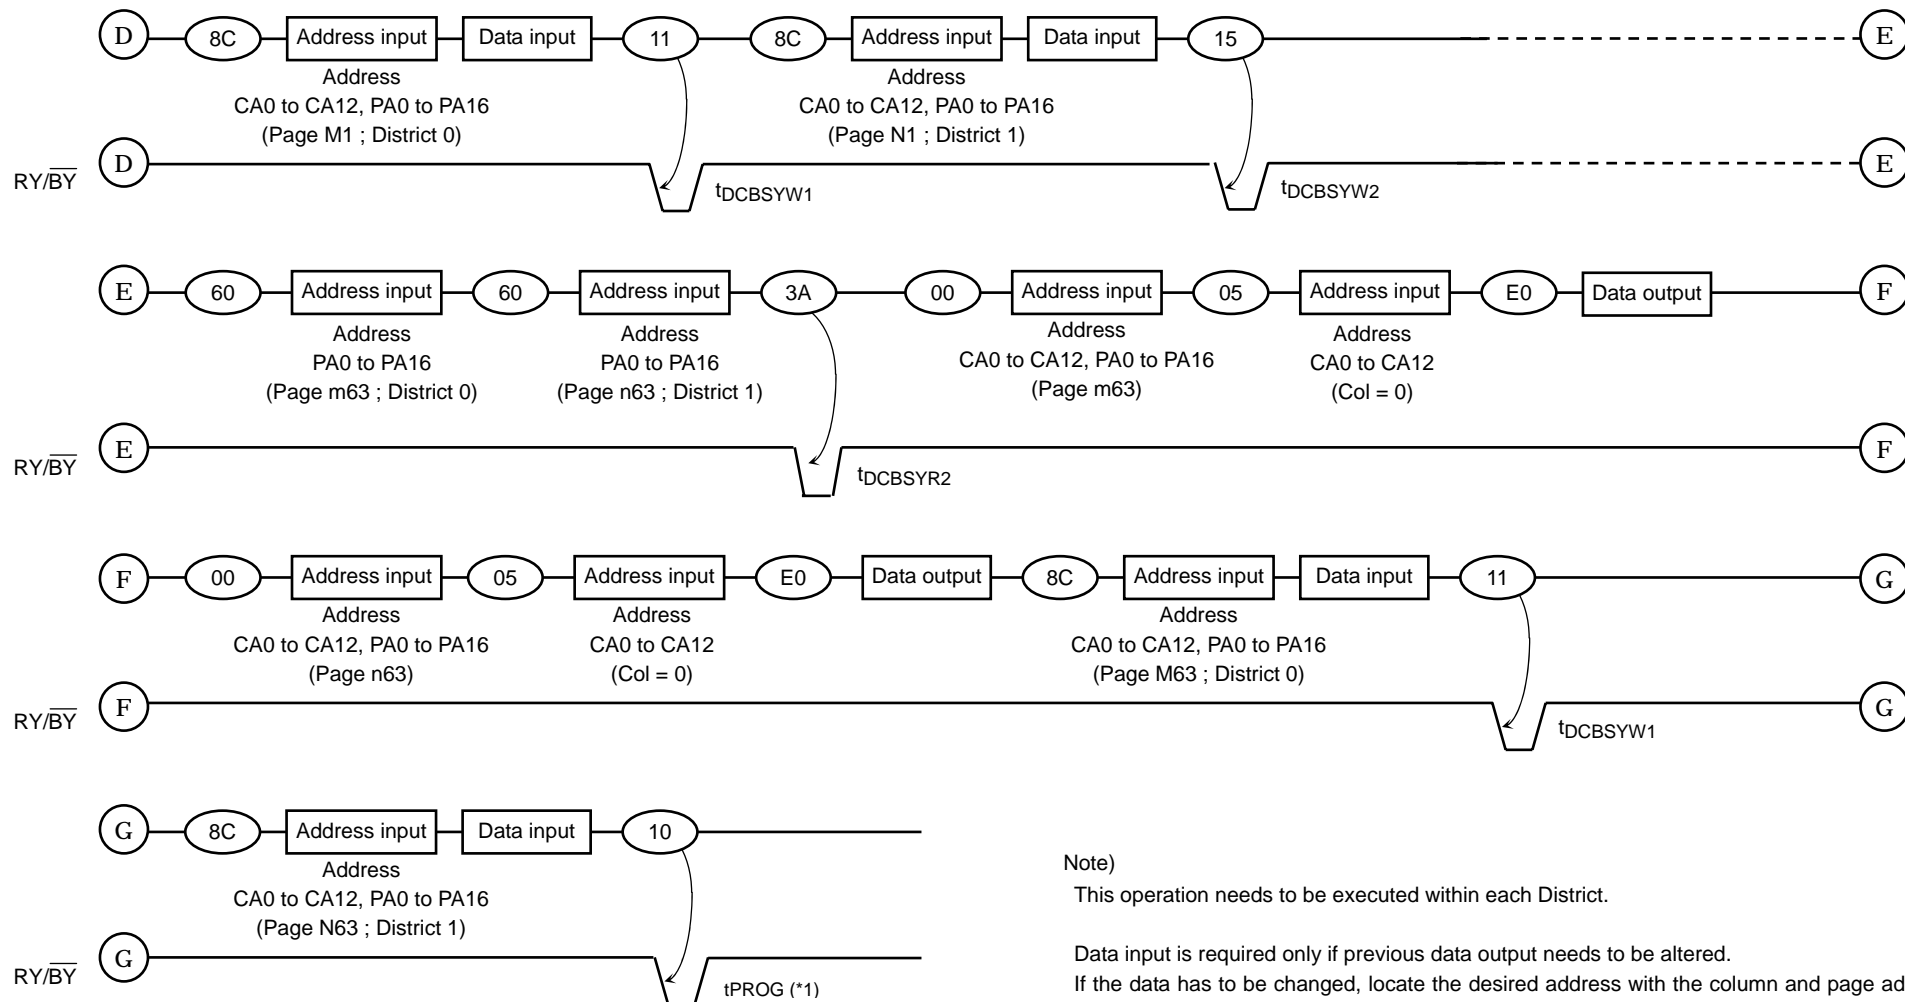 D 8C Address input Data input 11 8C Address input Data input 15 E
Address Address
CA0 to CA12, PA0 to PA16 CA0 to CA12, PA0 to PA16
(Page M1 ; District 0) (Page N1 ; District 1)
RY/BY D E
tDCBSYW1 tDCBSYW2
E 60 Address input 60 Address input 3A 00 Address input 05 Address input E0 Data output F
Address Address Address Address
PA0 to PA16 PA0 to PA16 CA0 to CA12, PA0 to PA16 CA0 to CA12
(Page m63 ; District 0) (Page n63 ; District 1) (Page m63) (Col = 0)
RY/BY E F
tDCBSYR2
F 00 Address input 05 Address input E0 Data output 8C Address input Data input 11 G
Address Address Address
CA0 to CA12, PA0 to PA16 CA0 to CA12 CA0 to CA12, PA0 to PA16
(Page n63) (Col = 0) (Page M63 ; District 0)
RY/BY F G
tDCBSYW1
G 8C Address input Data input 10
Address
CA0 to CA12, PA0 to PA16
(Page N63 ; District 1)
RY/BY G
tPROG (*1)
Note)
This operation needs to be executed within each District.
Data input is required only if previous data output needs to be altered.
If the data has to be changed, locate the desired address with the column and page ad